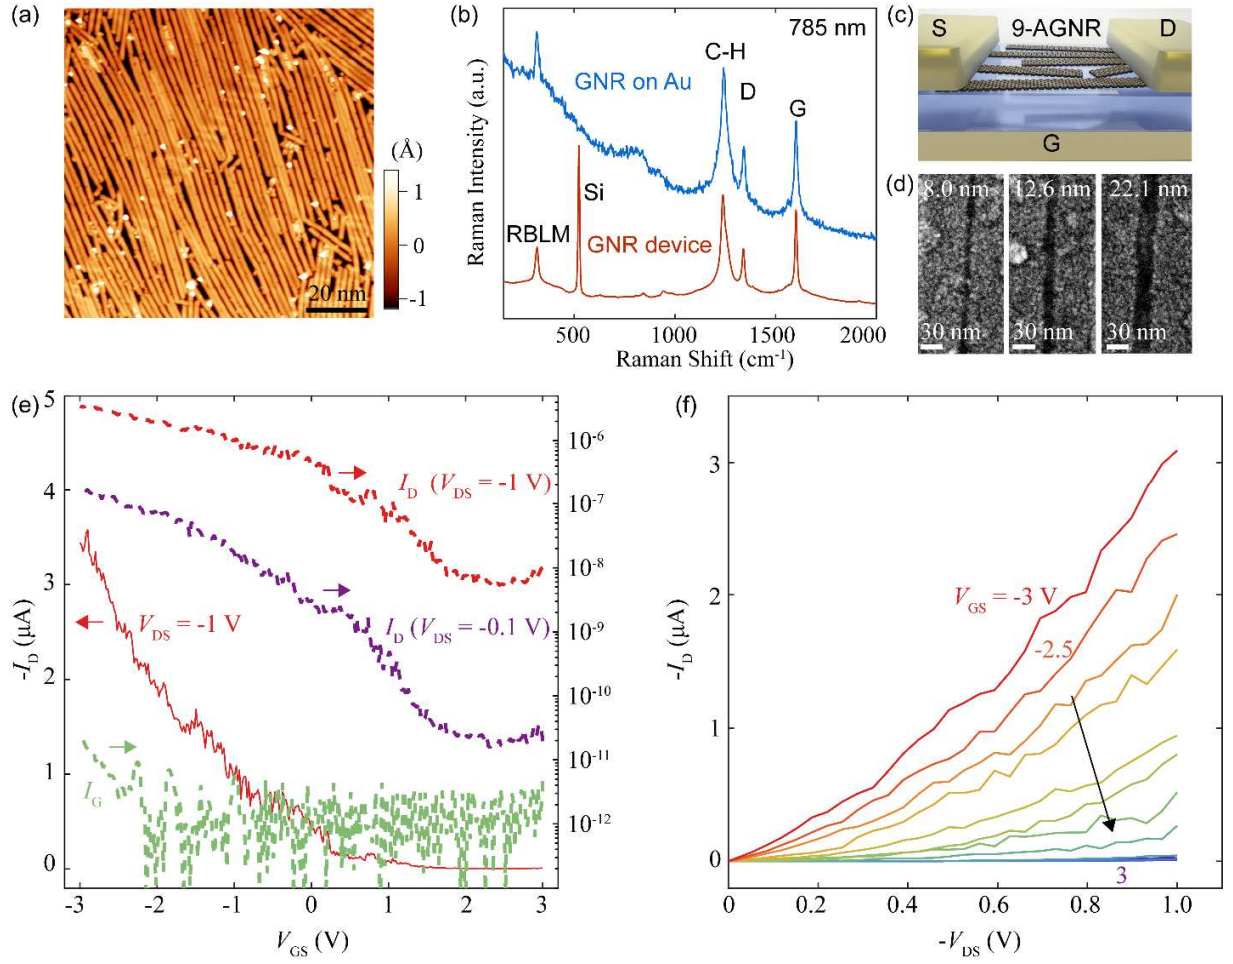 (a)
(Å)
1
0
-1
20 nm
(b)
785 nm
C-H
GNR on Au
D
G
Si
RBLM
GNR device
Raman Intensity (a.u.)
500
1000
1500
2000
Raman Shift (cm⁻¹)
(c)
S
9-AGNR
D
G
(d)
8.0 nm
12.6 nm
22.1 nm
30 nm
30 nm
30 nm
(e)
5
4
3
2
1
0
-I_D (µA)
10⁻⁶
10⁻⁷
10⁻⁸
10⁻⁹
10⁻¹⁰
10⁻¹¹
10⁻¹²
I_D (V_DS = -1 V)
I_D (V_DS = -0.1 V)
V_DS = -1 V
I_G
-3
-2
-1
0
1
2
3
V_GS (V)
(f)
3
2
1
0
-I_D (µA)
V_GS = -3 V
-2.5
3
0
0.2
0.4
0.6
0.8
1.0
-V_DS (V)